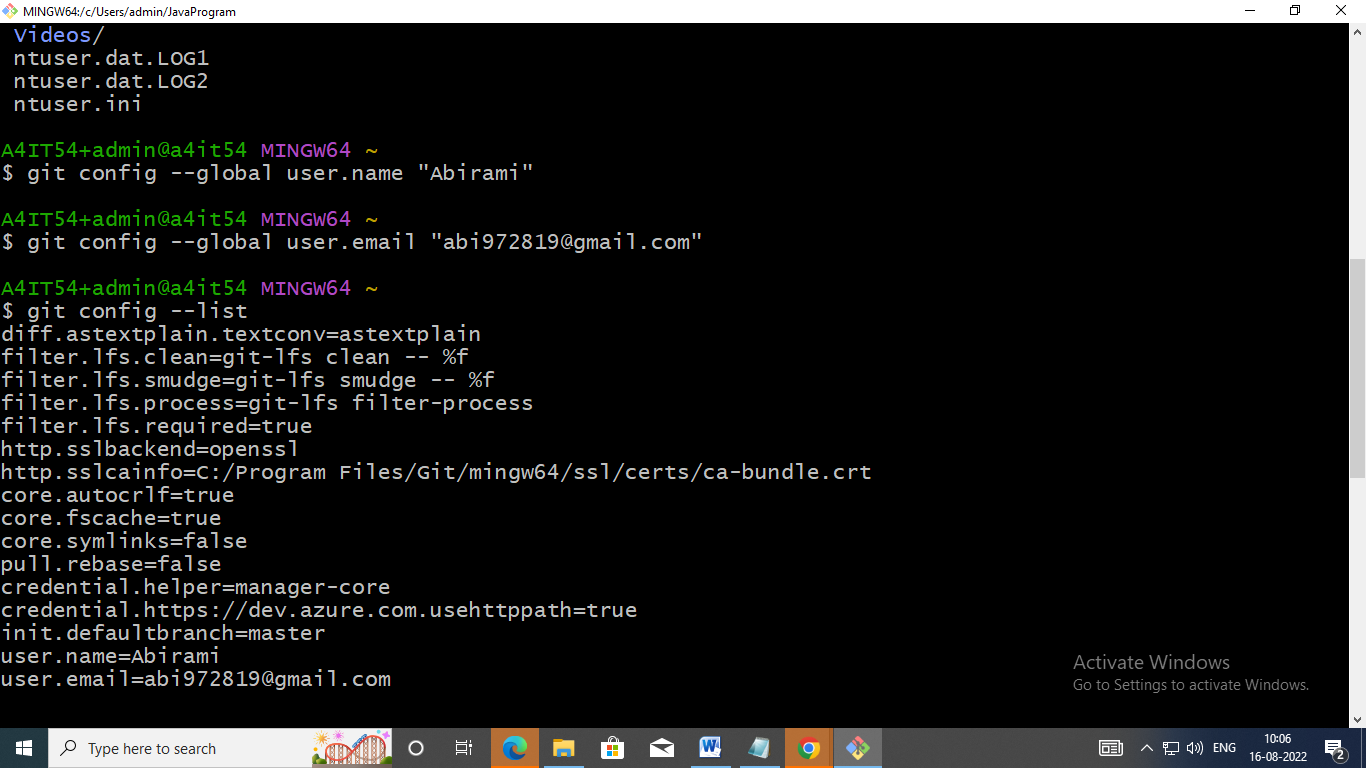 MINGW64:/c/Users/admin/JavaProgram
Videos/
ntuser.dat.LOG1
ntuser.dat.LOG2
ntuser.ini
A4IT54+admin@a4it54 MINGW64 ~
$ git config --global user.name "Abirami"
A4IT54+admin@a4it54 MINGW64 ~
$ git config --global user.email "abi972819@gmail.com"
A4IT54+admin@a4it54 MINGW64 ~
$ git config --list
diff.astextplain.textconv=astextplain
filter.lfs.clean=git-lfs clean -- %f
filter.lfs.smudge=git-lfs smudge -- %f
filter.lfs.process=git-lfs filter-process
filter.lfs.required=true
http.sslbackend=openssl
http.sslcainfo=C:/Program Files/Git/mingw64/ssl/certs/ca-bundle.crt
core.autocrlf=true
core.fscache=true
core.symlinks=false
pull.rebase=false
credential.helper=manager-core
credential.https://dev.azure.com.usehttppath=true
init.defaultbranch=master
user.name=Abirami
user.email=abi972819@gmail.com
Activate Windows
Go to Settings to activate Windows.
Type here to search
ENG
10:06
16-08-2022
2